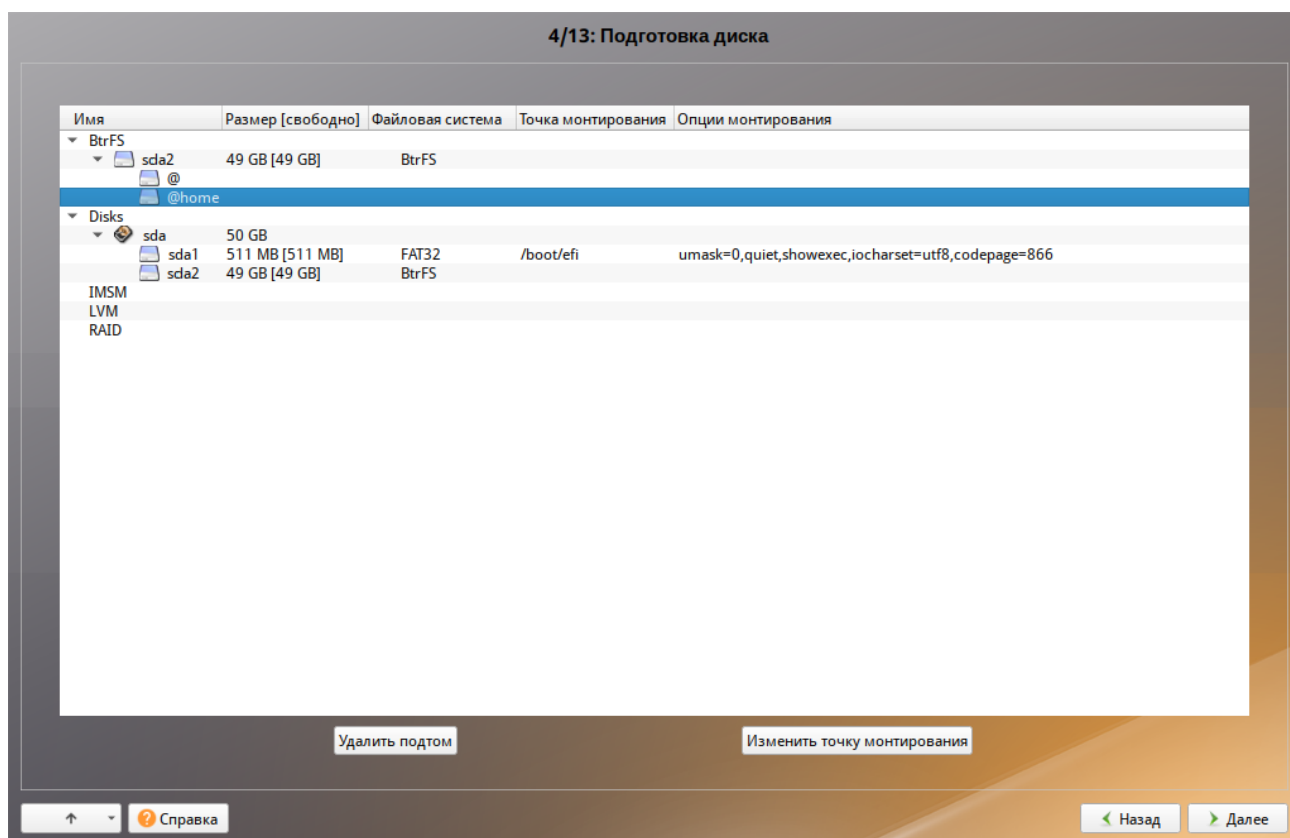 4/13: Подготовка диска
Имя Размер [свободно] Файловая система Точка монтирования Опции монтирования
BtrFS
sda2 49 GB [49 GB] BtrFS
@
@home
Disks
sda 50 GB
sda1 511 MB [511 MB] FAT32 /boot/efi umask=0,quiet,showexec,iocharset=utf8,codepage=866
sda2 49 GB [49 GB] BtrFS
IMSM
LVM
RAID
Удалить подтом Изменить точку монтирования
Справка Назад Далее